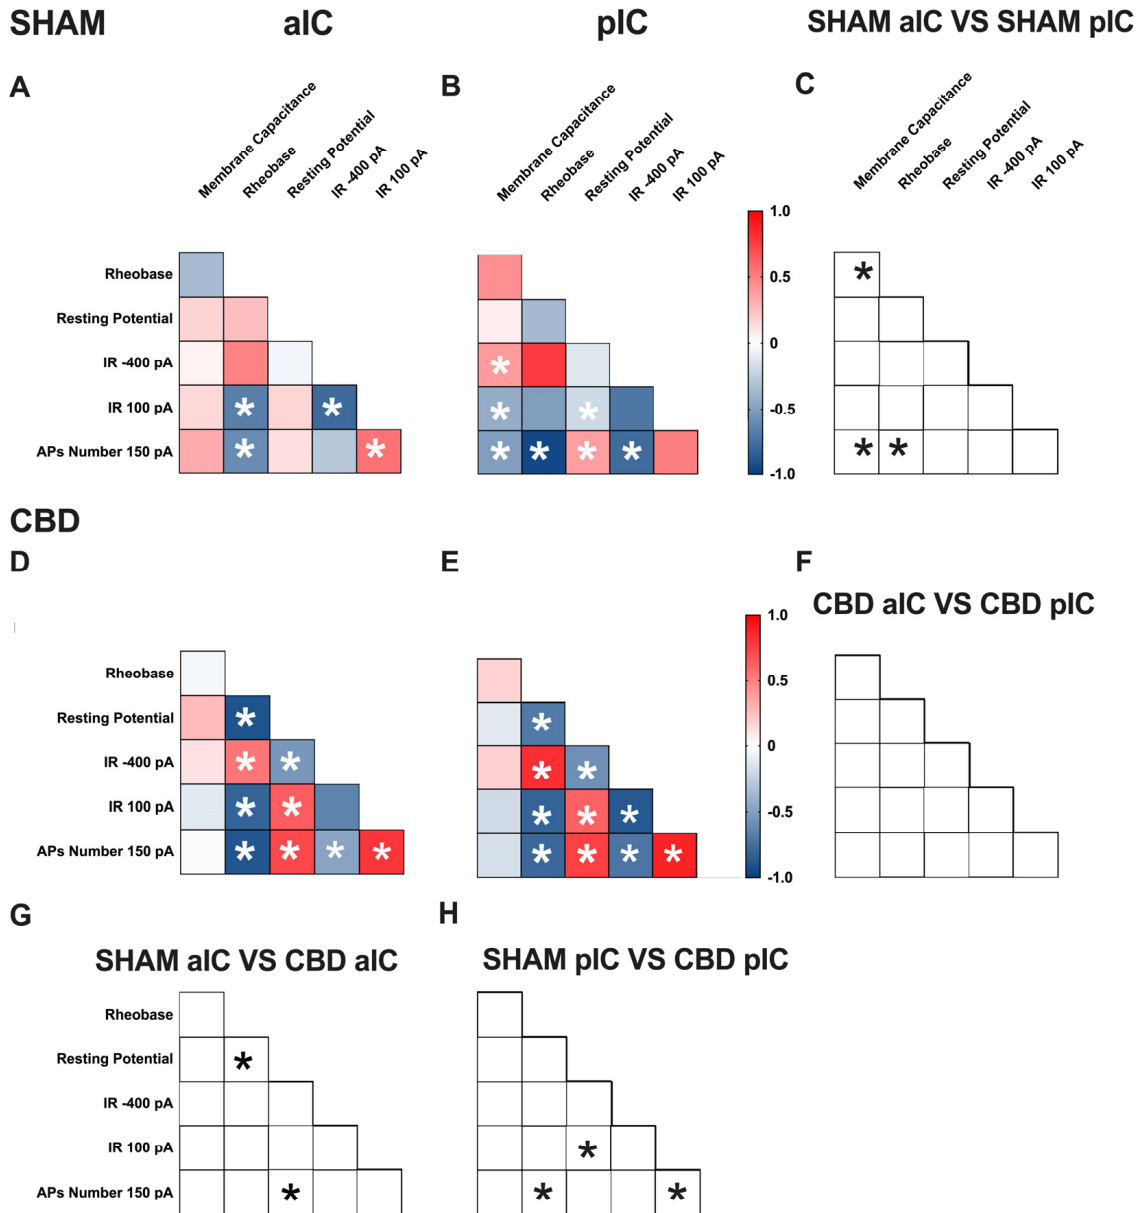 SHAM aIC pIC SHAM aIC VS SHAM pIC
A B C
Membrane Capacitance
Rheobase
Resting Potential
IR -400 pA
IR 100 pA
Membrane Capacitance
Rheobase
Resting Potential
IR -400 pA
IR 100 pA
Membrane Capacitance
Rheobase
Resting Potential
IR -400 pA
IR 100 pA
Rheobase
*
Resting Potential
IR -400 pA
*
IR 100 pA
* * * *
APs Number 150 pA
* * * * * * * *
1.0
0.5
0
-0.5
-1.0
CBD
D E F
CBD aIC VS CBD pIC
Rheobase
Resting Potential
* *
IR -400 pA
* * * *
IR 100 pA
* * * * *
APs Number 150 pA
* * * * * * * *
1.0
0.5
0
-0.5
-1.0
G H
SHAM aIC VS CBD aIC SHAM pIC VS CBD pIC
Rheobase
Resting Potential
*
IR -400 pA
IR 100 pA
*
APs Number 150 pA
* * *